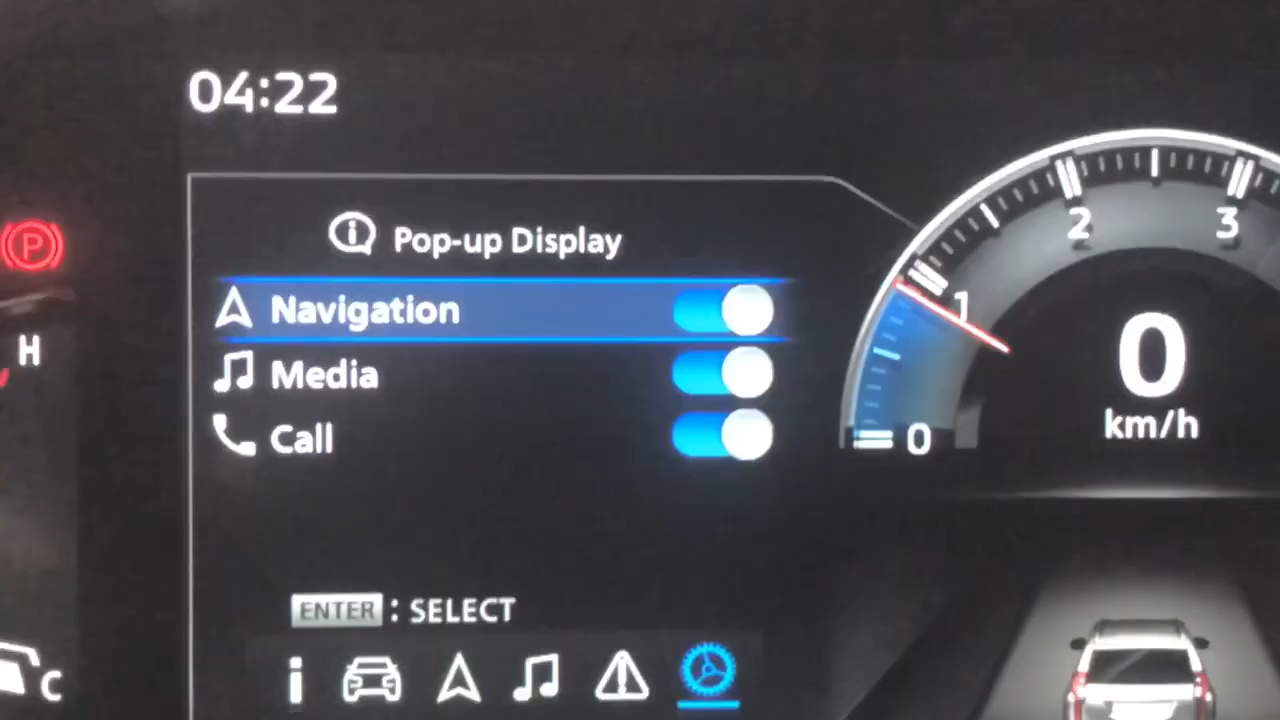 04:22
Pop-up Display
Navigation
Media
Call
ENTER : SELECT
P
H
C
0
1
2
3
0
km/h